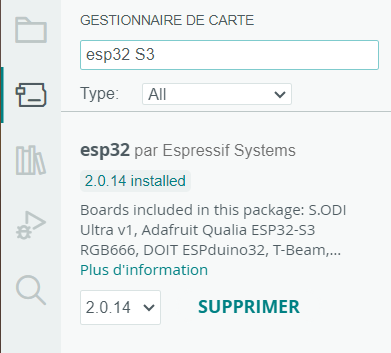 GESTIONNAIRE DE CARTE
esp32 S3
Type: All
esp32 par Espressif Systems
2.0.14 installed
Boards included in this package: S.ODI
Ultra v1, Adafruit Qualia ESP32-S3
RGB666, DOIT ESPduino32, T-Beam,...
Plus d'information
2.0.14 SUPPRIMER